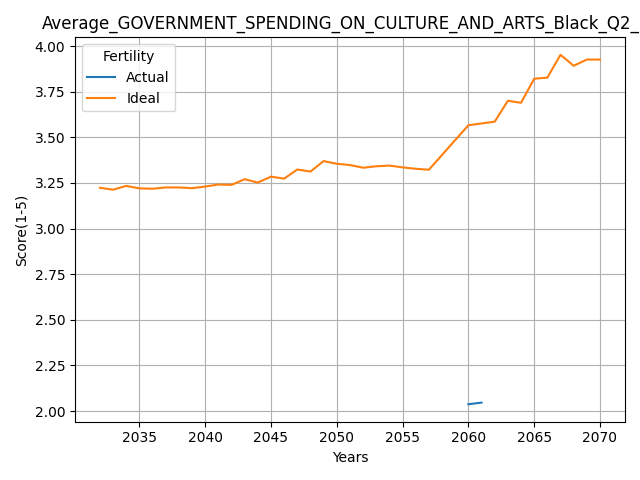 Average_GOVERNMENT_SPENDING_ON_CULTURE_AND_ARTS_Black_Q2_
Fertility
Actual
Ideal
4.00
3.75
3.50
3.25
3.00
2.75
2.50
2.25
2.00
Score(1-5)
2035 2040 2045 2050 2055 2060 2065 2070
Years